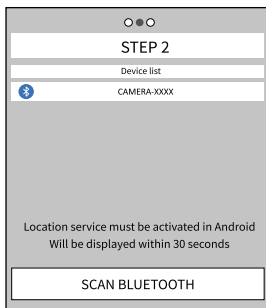 STEP 2
Device list
CAMERA-XXXX
Location service must be activated in Android
Will be displayed within 30 seconds
SCAN BLUETOOTH